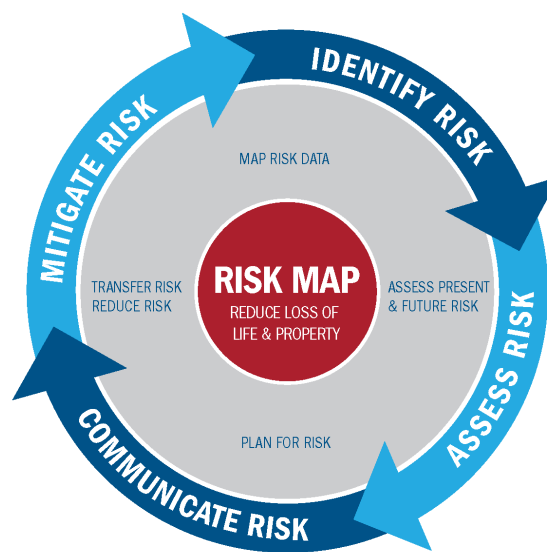 IDENTIFY RISK
MITIGATE RISK
MAP RISK DATA
TRANSFER RISK
REDUCE RISK
RISK MAP
REDUCE LOSS OF
LIFE & PROPERTY
ASSESS PRESENT
& FUTURE RISK
ASSESS RISK
PLAN FOR RISK
COMMUNICATE RISK